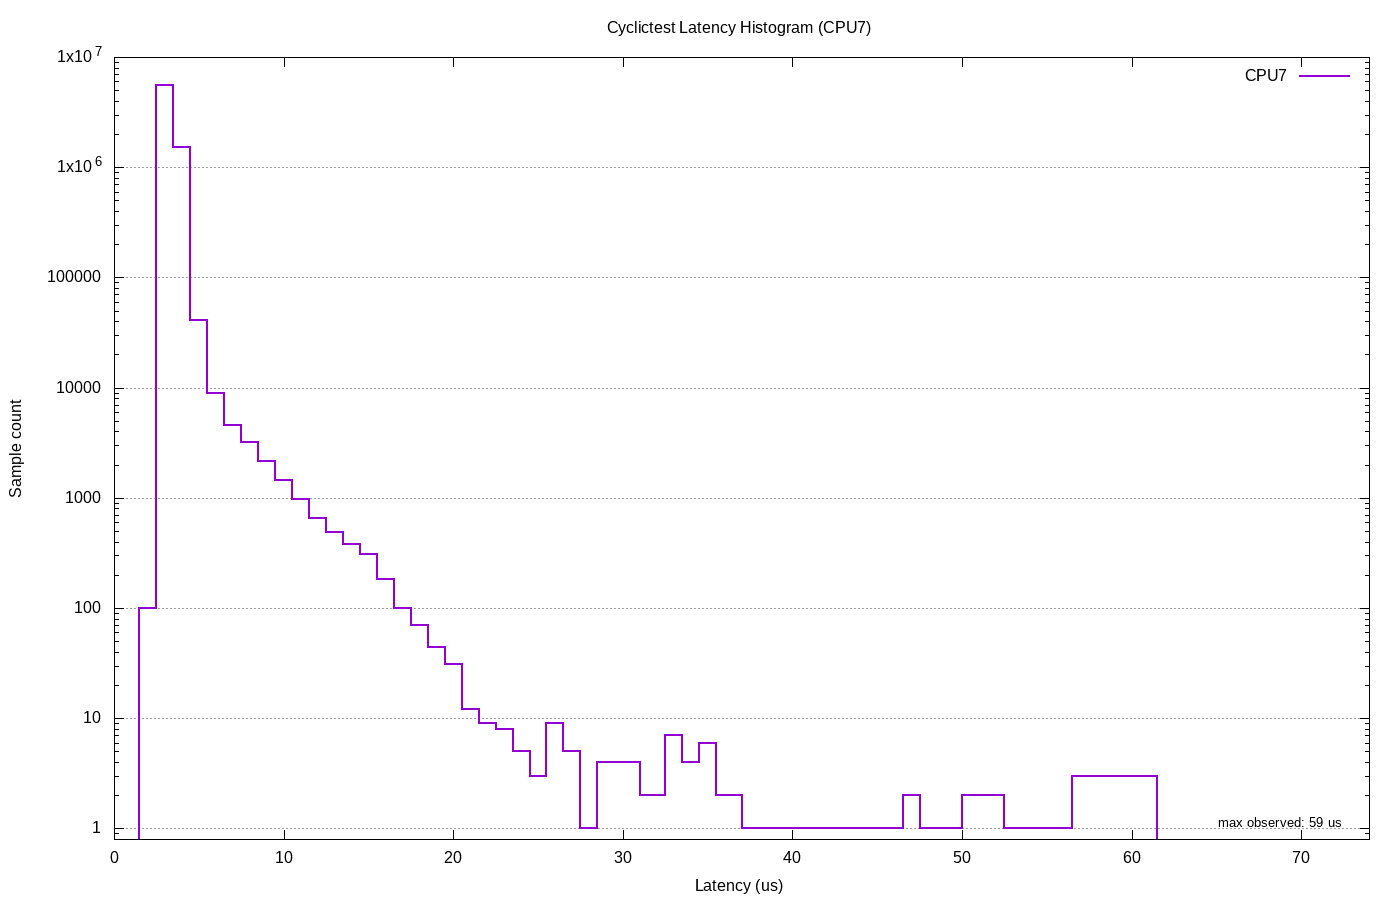 Cyclictest Latency Histogram (CPU7)
CPU7
1x10^7
1x10^6
100000
10000
1000
100
10
1
Sample count
max observed: 59 us
0 10 20 30 40 50 60 70
Latency (us)